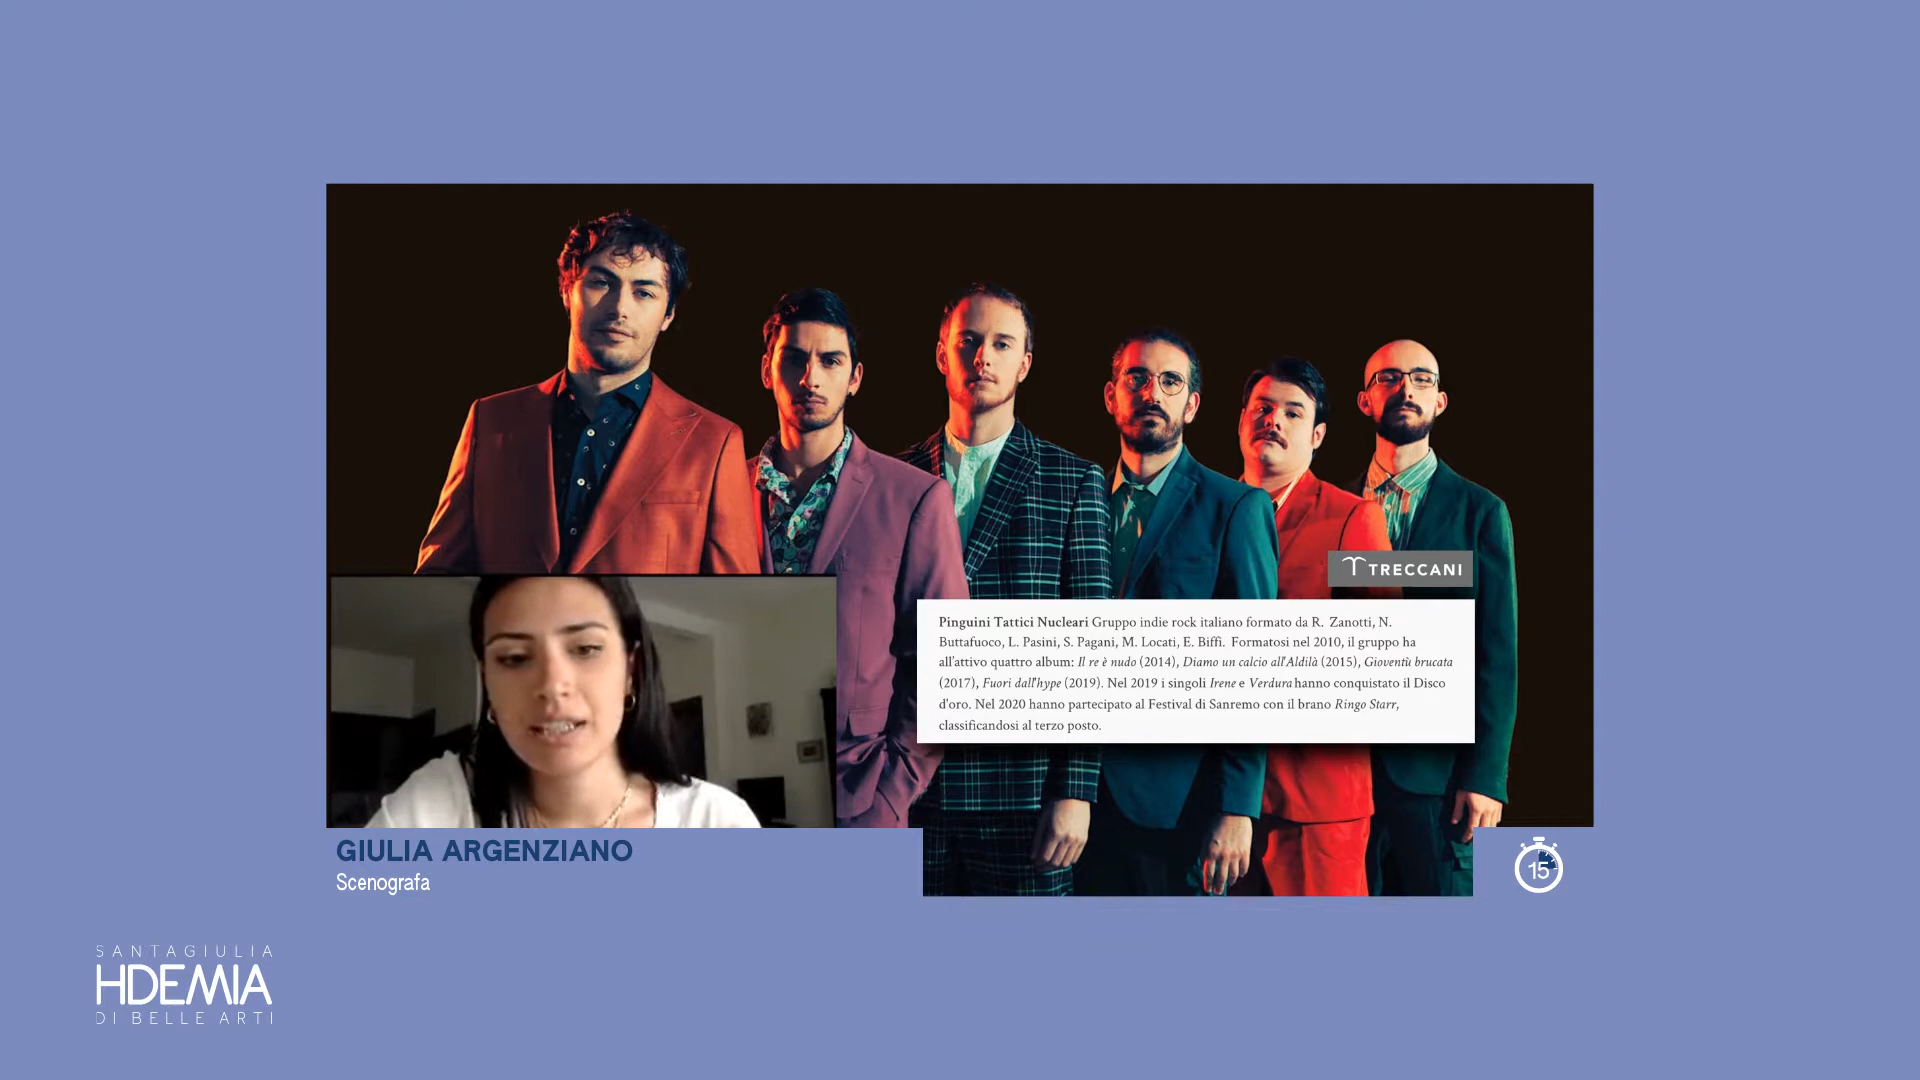 TRECCANI
Pinguini Tattici Nucleari Gruppo indie rock italiano formato da R. Zanotti, N.
Buttafuoco, L. Pasini, S. Pagani, M. Locati, E. Biffi. Formatosi nel 2010, il gruppo ha
all'attivo quattro album: Il re è nudo (2014), Diamo un calcio all'Aldilà (2015), Gioventù brucata
(2017), Fuori dall'hype (2019). Nel 2019 i singoli Irene e Verdura hanno conquistato il Disco
d'oro. Nel 2020 hanno partecipato al Festival di Sanremo con il brano Ringo Starr,
classificandosi al terzo posto.
GIULIA ARGENZIANO
Scenografa
15
SANTAGIULIA
HDEMIA
DI BELLE ARTI